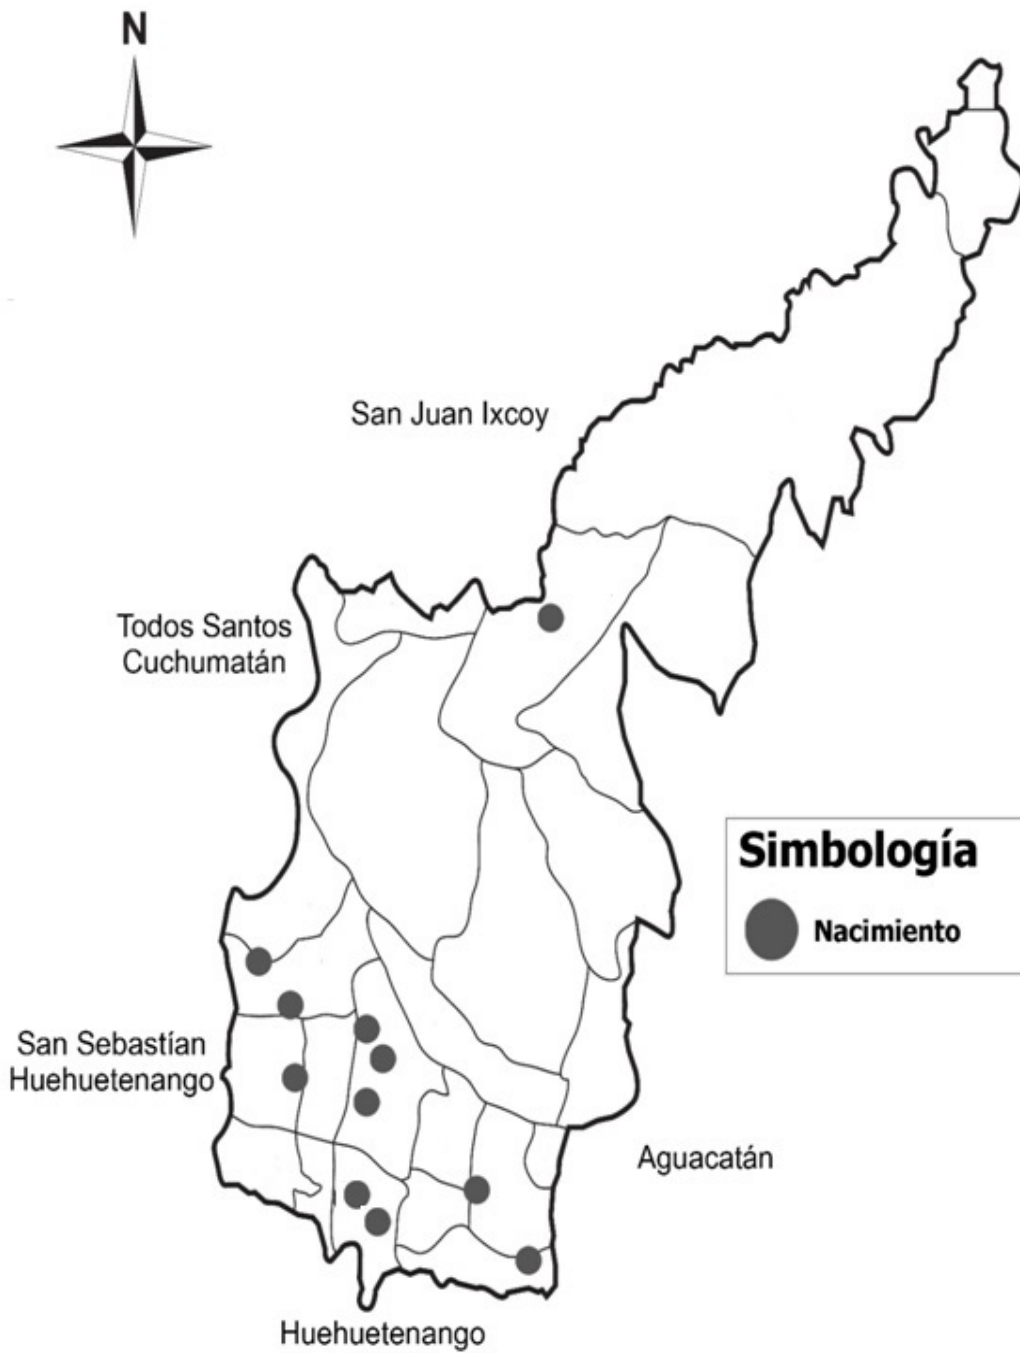 N
San Juan Ixcoy
Todos Santos
Cuchumatán
Simbología
Nacimiento
San Sebastían
Huehuetenango
Aguacatán
Huehuetenango